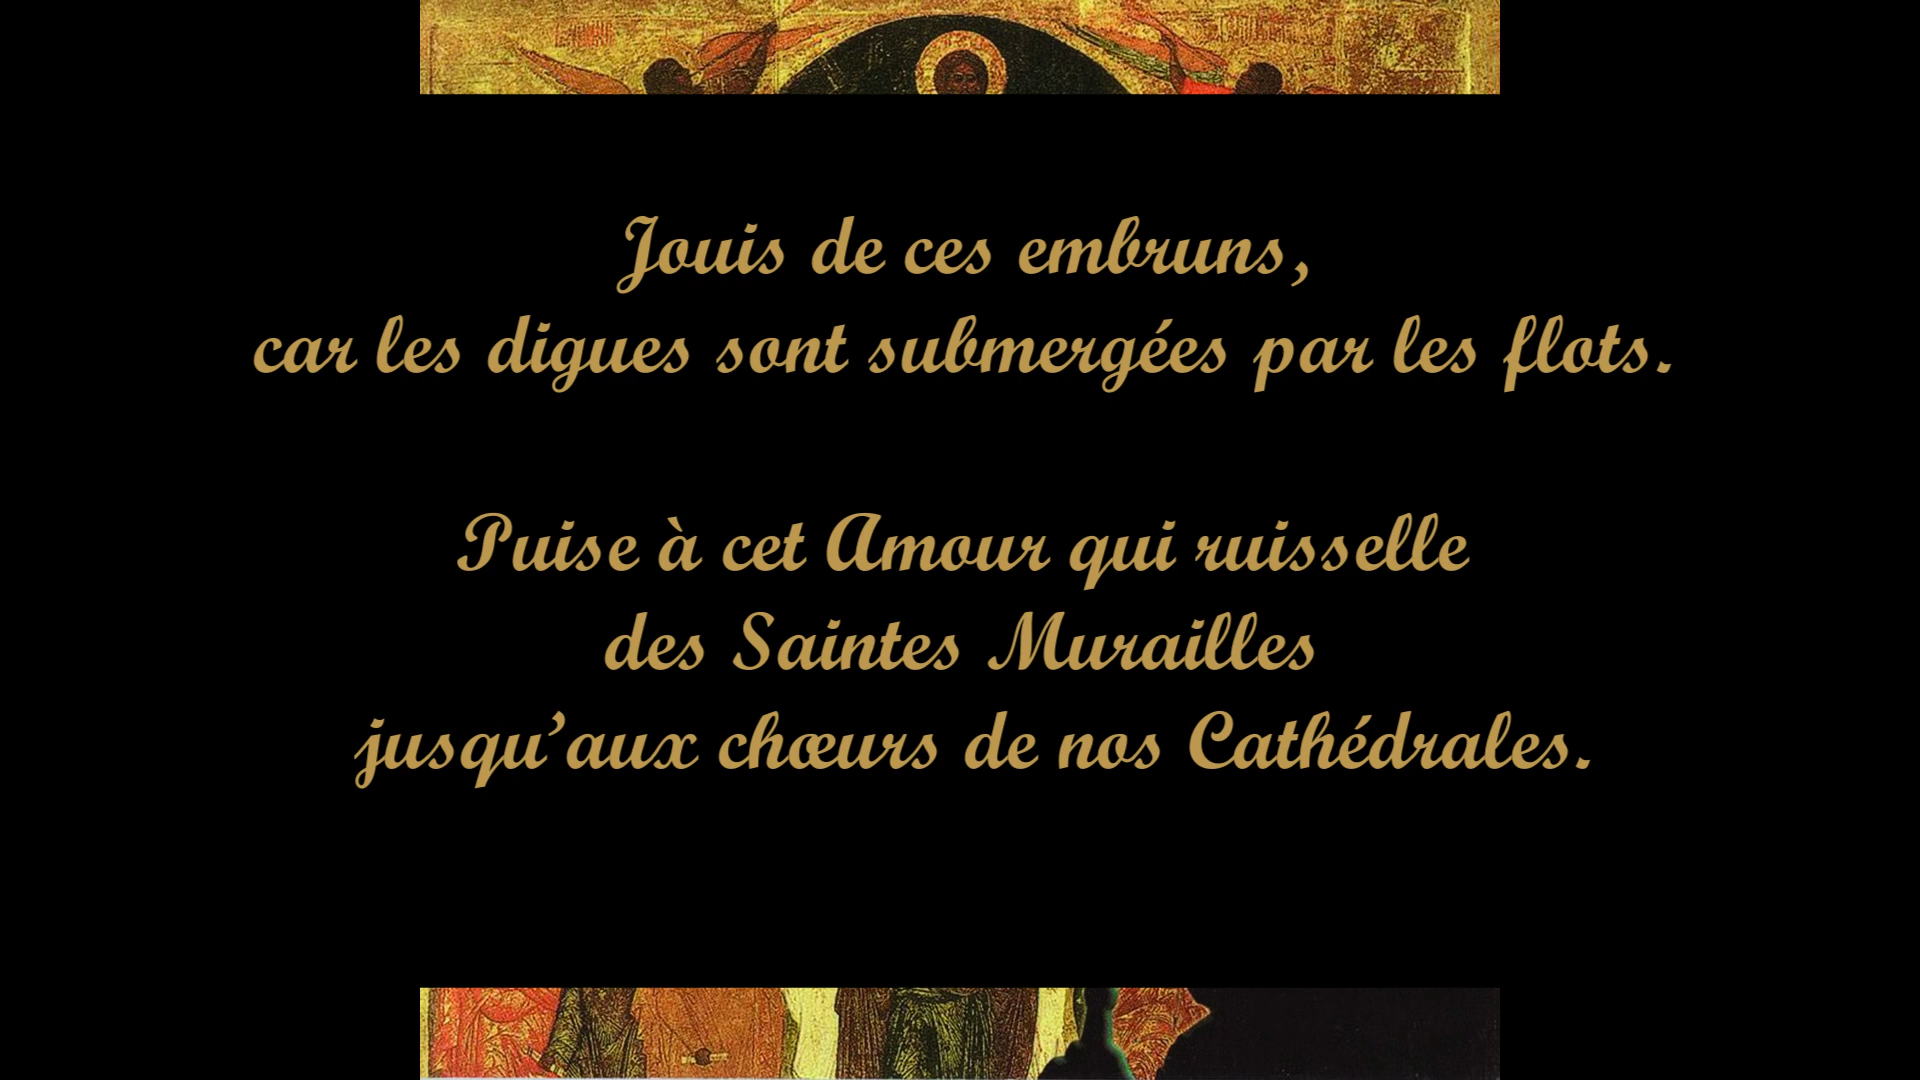 Jouis de ces embruns,
car les digues sont submergées par les flots.
Puise à cet Amour qui ruisselle
des Saintes Murailles
jusqu’aux chœurs de nos Cathédrales.